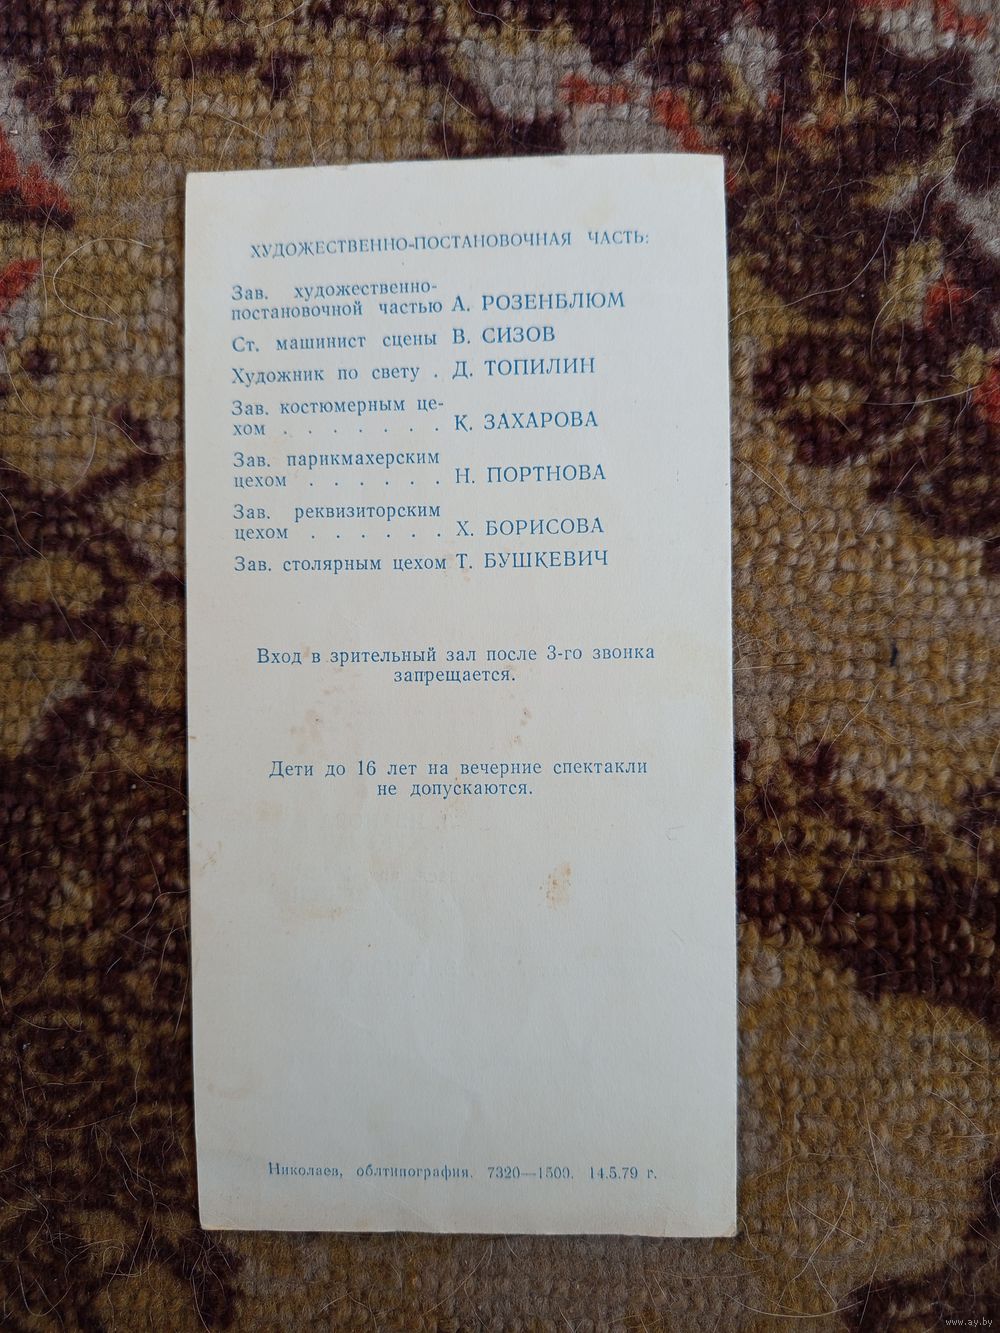 ХУДОЖЕСТВЕННО-ПОСТАНОВОЧНАЯ ЧАСТЬ:
Зав. художественно-
постановочной частью А. РОЗЕНБЛЮМ
Ст. машинист сцены В. СИЗОВ
Художник по свету . Д. ТОПИЛИН
Зав. костюмерным це-
хом . . . . . . . К. ЗАХАРОВА
Зав. парикмахерским
цехом . . . . . . Н. ПОРТНОВА
Зав. реквизиторским
цехом . . . . . . Х. БОРИСОВА
Зав. столярным цехом Т. БУШКЕВИЧ
Вход в зрительный зал после 3-го звонка
запрещается.
Дети до 16 лет на вечерние спектакли
не допускаются.
Николаев, облтипография. 7320—1500. 14.5.79 г.
www.ay.by